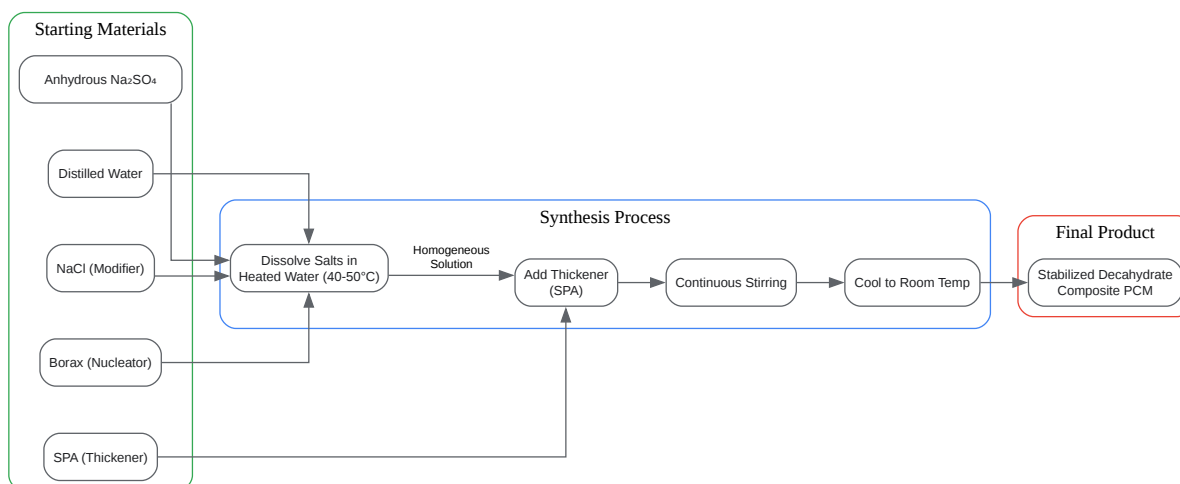 Starting Materials
Anhydrous Na₂SO₄
Distilled Water
NaCl (Modifier)
Borax (Nucleator)
SPA (Thickener)
Synthesis Process
Dissolve Salts in
Heated Water (40-50°C)
Homogeneous
Solution
Add Thickener
(SPA)
Continuous Stirring
Cool to Room Temp
Final Product
Stabilized Decahydrate
Composite PCM